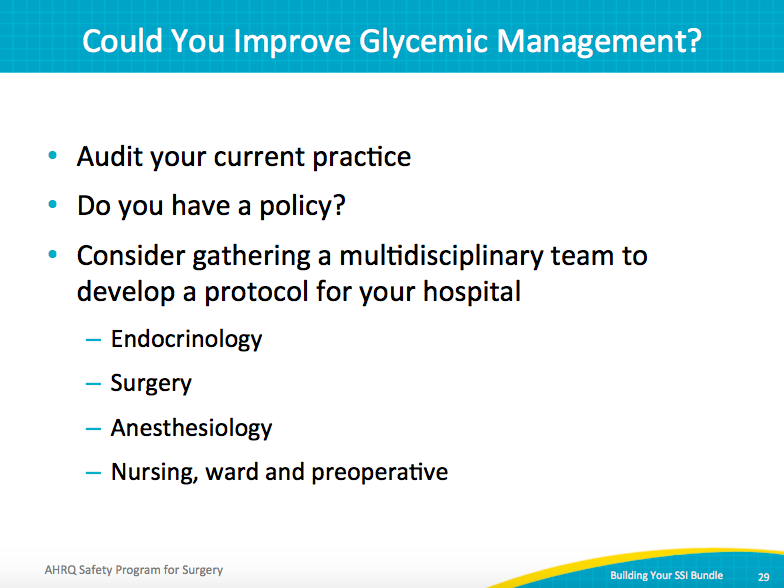 Could You Improve Glycemic Management?
• Audit your current practice
• Do you have a policy?
• Consider gathering a multidisciplinary team to
develop a protocol for your hospital
– Endocrinology
– Surgery
– Anesthesiology
– Nursing, ward and preoperative
AHRQ Safety Program for Surgery
Building Your SSI Bundle
29